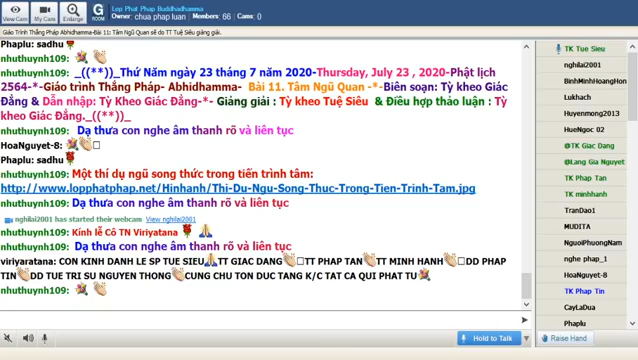 Lop Phat Phap Buddhadhamma
Owner: chua phap luan / Members: 66 / Cams: 0
View Cam
My Cam
Enlarge
G
ROOM
Giáo Trình Thắng Pháp Abhidhamma-Bài 11: Tâm Ngũ Quan sẽ do TT Tuệ Siêu giảng giải.
Phaplu: sadhu
nhuthuynh109:
nhuthuynh109: _((**))_Thứ Năm ngày 23 tháng 7 năm 2020-Thursday, July 23 , 2020-Phật lịch
2564-*-Giáo trình Thắng Pháp- Abhidhamma- Bài 11. Tâm Ngũ Quan -*-Biên soạn: Tỳ kheo Giác
Đẳng & Dẫn nhập: Tỳ Kheo Giác Đẳng-*- Giảng giải : Tỳ kheo Tuệ Siêu & Điều hợp thảo luận : Tỳ
kheo Giác Đẳng._((**))_
nhuthuynh109: Dạ thưa con nghe âm thanh rõ và liên tục
HoaNguyet-8:
Phaplu: sadhu
nhuthuynh109: Một thí dụ ngũ song thức trong tiến trình tâm:
http://www.lopphatphap.net/Hinhanh/Thi-Du-Ngu-Song-Thuc-Trong-Tien-Trinh-Tam.jpg
nhuthuynh109: Dạ thưa con nghe âm thanh rõ và liên tục
nghilai2001 has started their webcam View nghilai2001
nhuthuynh109: Kính lễ Cô TN Viriyatana
nhuthuynh109: Dạ thưa con nghe âm thanh rõ và liên tục
viriyaratana: CON KINH DANH LE SP TUE SIEU TT GIAC DANG TT PHAP TAN TT MINH HANH DD PHAP
TIN DD TUE TRI SU NGUYEN THONG CUNG CHU TON DUC TANG K/C TAT CA QUI PHAT TU
nhuthuynh109:
TK Tue Sieu
nghilai2001
BinhMinhHoangHon
Lukhach
Huyenmono2013
HueNgoc 02
@TK Giac Dang
@Lang Gia Nguyet
TK Phap Tan
TK minhhanh
TranDao1
MUDITA
NguoiPhuongNam
nghe phap_1
HoaNguyet-8
TK Phap Tin
CayLaDua
Phaplu
Hold to Talk
Raise Hand